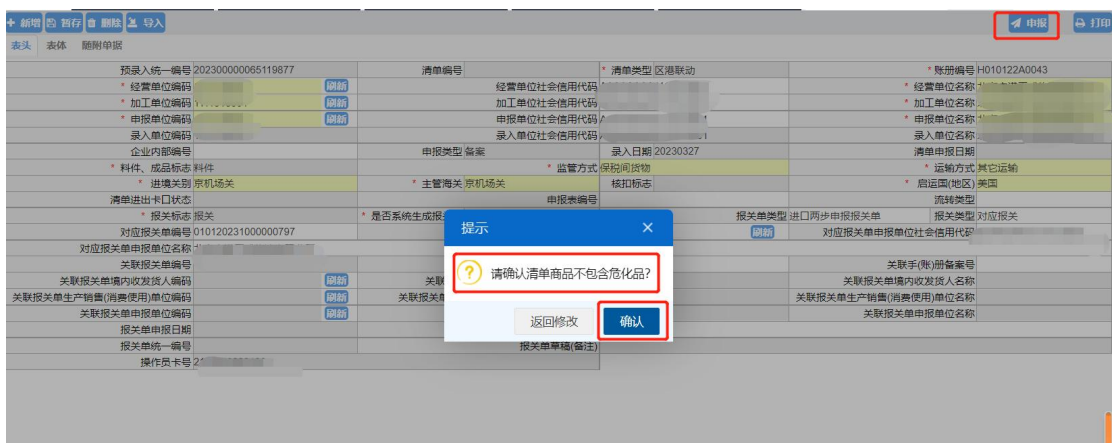 + 新增 暂存 删除 导入 申报 打印
表头 表体 随附单据
预录入统一编号 202300000065119877 清单编号 * 清单类型 区港联动 * 账册编号 H010122A0043
* 经营单位编码 刷新 经营单位社会信用代码 * 经营单位名称
* 加工单位编码 刷新 加工单位社会信用代码 * 加工单位名称
* 申报单位编码 刷新 申报单位社会信用代码 * 申报单位名称
录入单位编码 录入单位社会信用代码 录入单位名称
企业内部编号 申报类型 备案 录入日期 20230327 清单申报日期
* 料件、成品标志 料件 * 监管方式 保税间货物 * 运输方式 其它运输
* 进境关别 京机场关 * 主管海关 京机场关 核扣标志 * 启运国(地区) 美国
清单进出卡口状态 申报表编号 流转类型
* 报关标志 报关 * 是否系统生成报 报关单类型 进口两步申报报关单 报关类型 对应报关
对应报关单编号 010120231000000797 刷新 对应报关单申报单位社会信用代码
对应报关单申报单位名称
关联报关单编号 关联手(账)册备案号
关联报关单境内收发货人编码 刷新 关联 关联报关单境内收发货人名称
关联报关单生产销售(消费使用)单位编码 刷新 关联报关单 关联报关单生产销售(消费使用)单位名称
关联报关单申报单位编码 刷新 关联报关单申报单位名称
报关单申报日期
报关单统一编号 报关单草稿(备注)
操作员卡号 2
提示 ×
? 请确认清单商品不包含危化品?
返回修改 确认